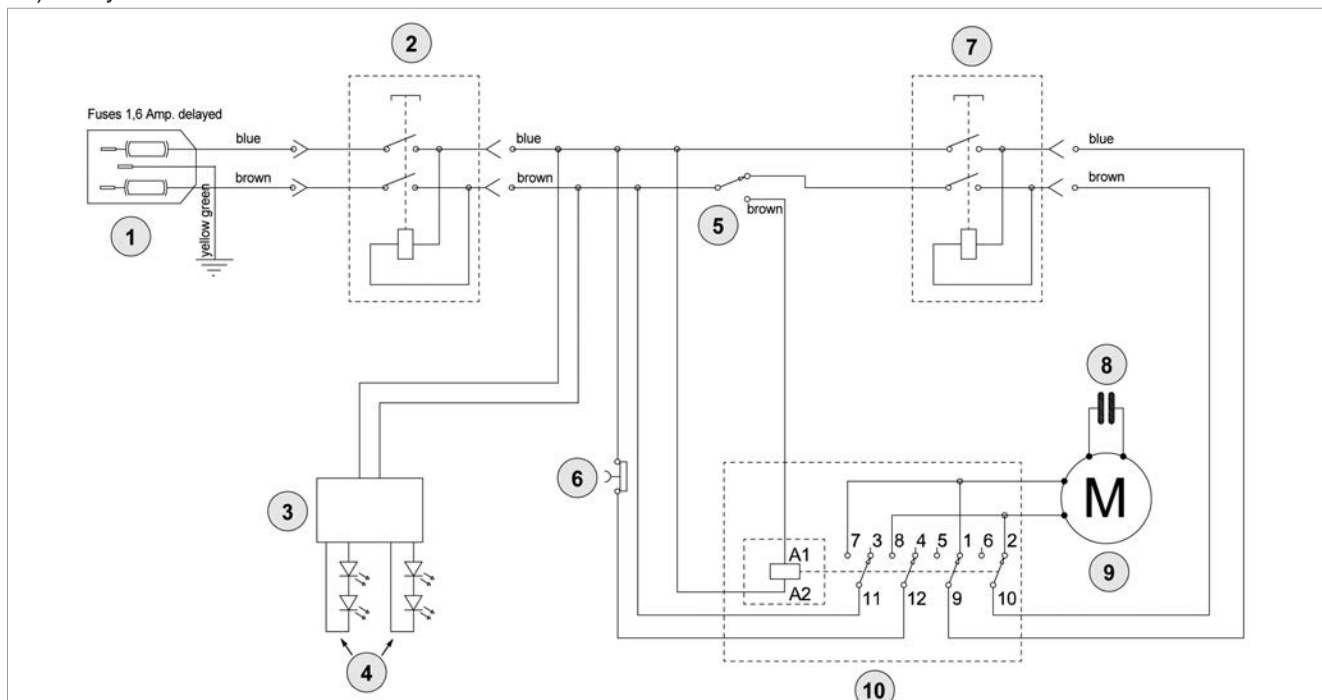 2
7
Fuses 1,6 Amp. delayed
blue
blue
blue
brown
brown
brown
1
yellow green
5
brown
8
6
M
3
7 3 8 4 5 1 6 2
A1
9
A2
11 12 9 10
4
10